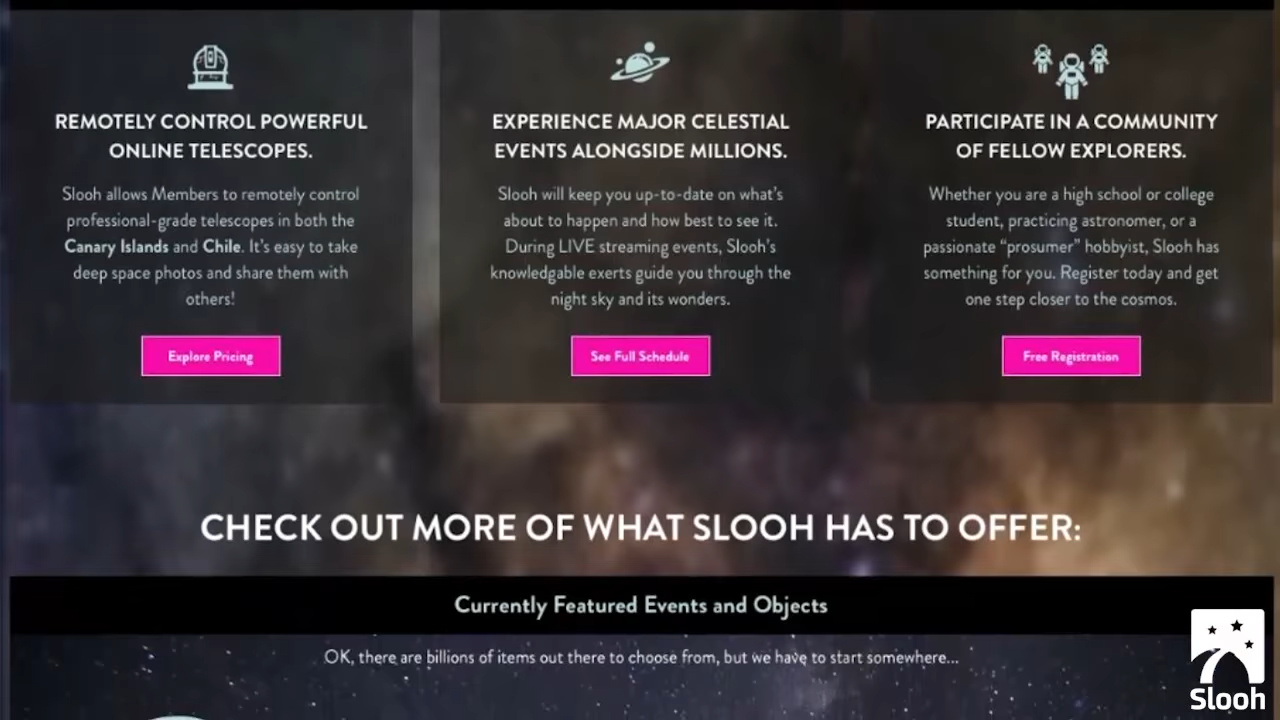 REMOTELY CONTROL POWERFUL
ONLINE TELESCOPES.
Slooh allows Members to remotely control
professional-grade telescopes in both the
Canary Islands and Chile. It's easy to take
deep space photos and share them with
others!
Explore Pricing
EXPERIENCE MAJOR CELESTIAL
EVENTS ALONGSIDE MILLIONS.
Slooh will keep you up-to-date on what's
about to happen and how best to see it.
During LIVE streaming events, Slooh's
knowledgable exerts guide you through the
night sky and its wonders.
See Full Schedule
PARTICIPATE IN A COMMUNITY
OF FELLOW EXPLORERS.
Whether you are a high school or college
student, practicing astronomer, or a
passionate “prosumer” hobbyist, Slooh has
something for you. Register today and get
one step closer to the cosmos.
Free Registration
CHECK OUT MORE OF WHAT SLOOH HAS TO OFFER:
Currently Featured Events and Objects
OK, there are billions of items out there to choose from, but we have to start somewhere...
Slooh